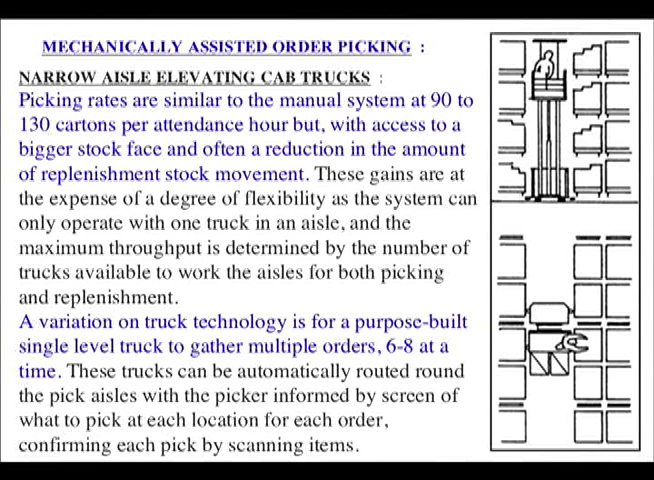 MECHANICALLY ASSISTED ORDER PICKING :
NARROW AISLE ELEVATING CAB TRUCKS :
Picking rates are similar to the manual system at 90 to
130 cartons per attendance hour but, with access to a
bigger stock face and often a reduction in the amount
of replenishment stock movement. These gains are at
the expense of a degree of flexibility as the system can
only operate with one truck in an aisle, and the
maximum throughput is determined by the number of
trucks available to work the aisles for both picking
and replenishment.
A variation on truck technology is for a purpose-built
single level truck to gather multiple orders, 6-8 at a
time. These trucks can be automatically routed round
the pick aisles with the picker informed by screen of
what to pick at each location for each order,
confirming each pick by scanning items.